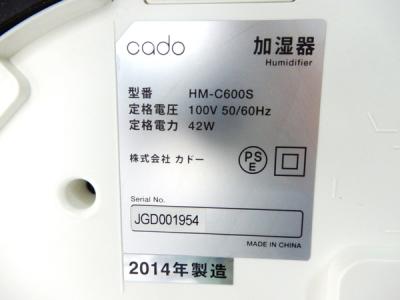 cado 加湿器
Humidifier
型番 HM-C600S
定格電圧 100V 50/60Hz
定格電力 42W
株式会社 カドー
PS
E
Serial No.
JGD001954
MADE IN CHINA
2014年製造